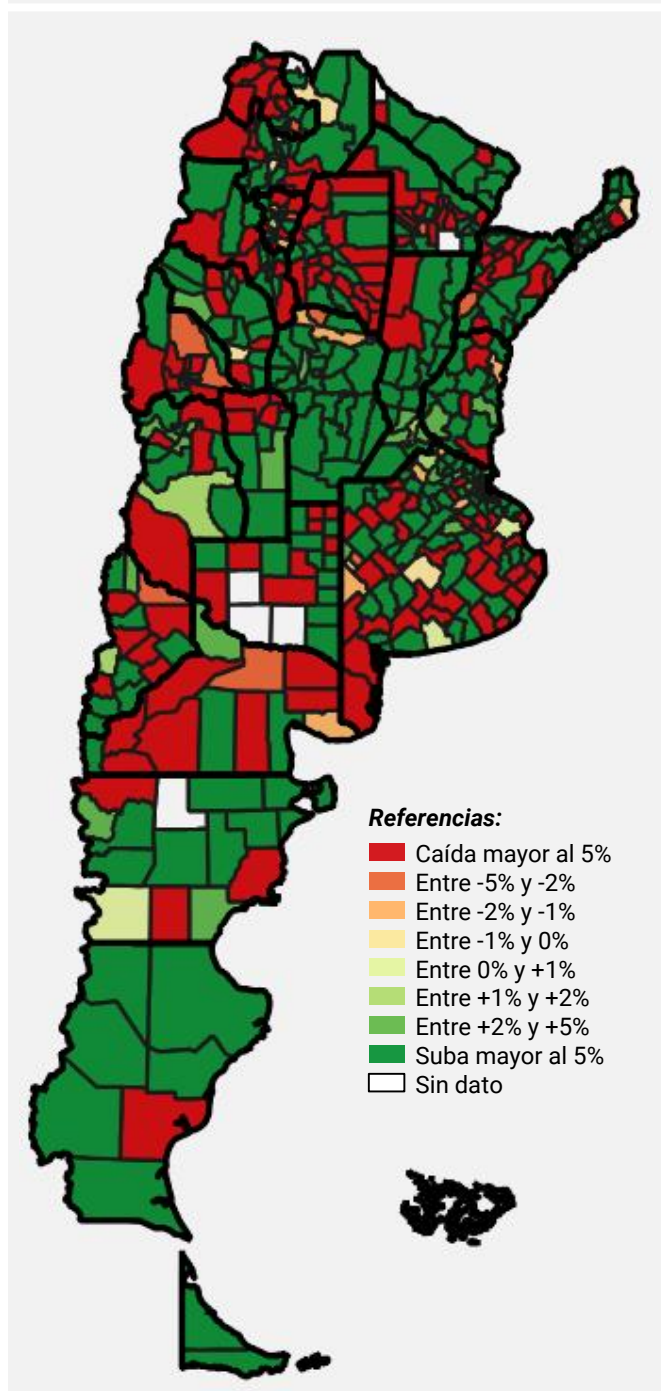 Referencias:
Caída mayor al 5%
Entre -5% y -2%
Entre -2% y -1%
Entre -1% y 0%
Entre 0% y +1%
Entre +1% y +2%
Entre +2% y +5%
Suba mayor al 5%
Sin dato